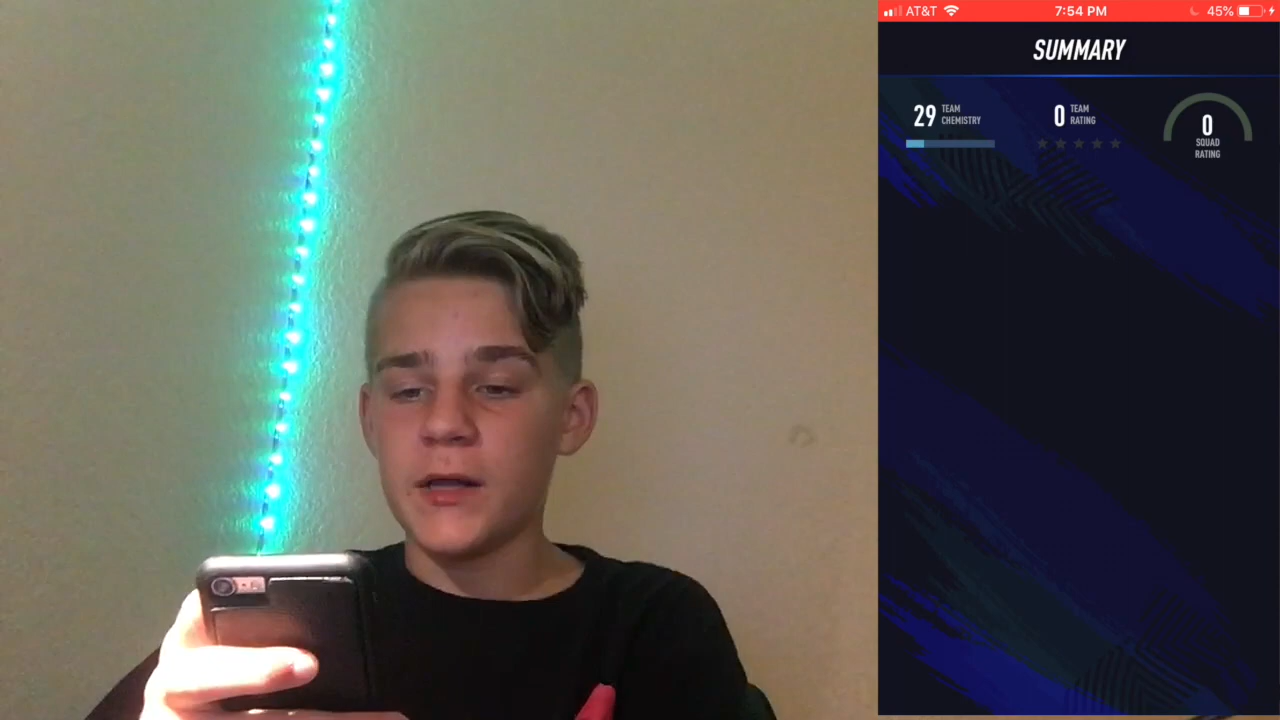 AT&T 7:54 PM 45%
SUMMARY
29 TEAM CHEMISTRY
0 TEAM RATING
0 SQUAD RATING